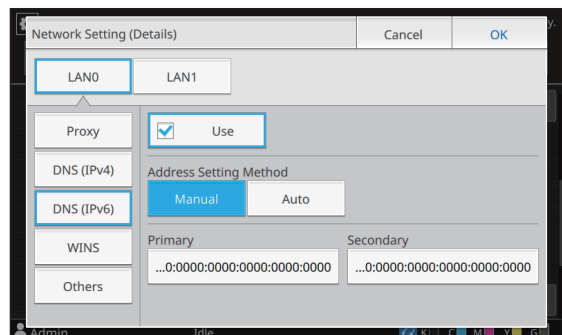 Network Setting (Details) Cancel OK
LAN0 LAN1
Proxy
DNS (IPv4)
DNS (IPv6)
WINS
Others
Use
Address Setting Method
Manual Auto
Primary Secondary
...0:0000:0000:0000:0000:0000 ...0:0000:0000:0000:0000:0000
Admin Idle K C M Y G